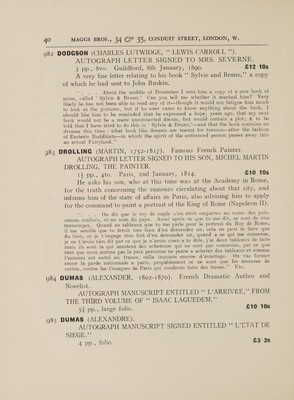 40 MAGGS BROS., 34 & 35, CONDUIT STREET, LONDON, W.
982 DODGSON (CHARLES LUTWIDGE, " LEWIS CARROLL ").
AUTOGRAPH LETTER SIGNED TO MRS. SEVERNE.
3 pp., 8vo. Guildford, 8th January, 1890. £12 10s
A very fine letter relating to his book " Sylvie and Bruno," a copy
of which he had sent to John Ruskin.
" . . . About the middle of December I sent him a copy of a new book of
mine, called ' Sylvie & Bruno.' Can you tell me whether it reached him? Very
likely he has not been able to read any of it—though it would not fatigue him much
to look at the pictures, but if he ever cares to know anything about the book, I
should like him to be reminded that he expressed a hope, years ago, that my next
book would not be a mere unconnected dream, but would contain a plot; & to be
told that I have tried to do this in ' Sylvie & Bruno,'—and that the book contains no
dreams this time: what look like dreams are meant for trances—after the fashion
of Esoteric Buddhists—in which the spirit of the entranced person passes away into
an actual Fairyland."
983 DROLLING (MARTIN, 1752-1817). Famous French Painter.
AUTOGRAPH LETTER SIGNED TO HIS SON, MICHEL MARTIN
DROLLING, THE PAINTER.
1½ pp., 4to. Paris, 2nd January, 1814. £10 10s
He asks his son, who at this time was at the Academy in Rome,
for the truth concerning the rumours circulating about that city, and
informs him of the state of affairs in Paris, also advising him to apply
for the command to paint a portrait of the King of Rome (Napoleon II).
984 DUMAS (ALEXANDER, 1802-1870). French Dramatic Author and
Novelist.
AUTOGRAPH MANUSCRIPT ENTITLED " L'ARRIVÉE," FROM
THE THIRD VOLUME OF " ISAAC LAGUEDEM."
5½ pp., large folio. £10 10s
985 DUMAS (ALEXANDRE).
AUTOGRAPH MANUSCRIPT SIGNED ENTITLED " L'ETAT DE
SIEGE."
4 pp., folio. £3 3s